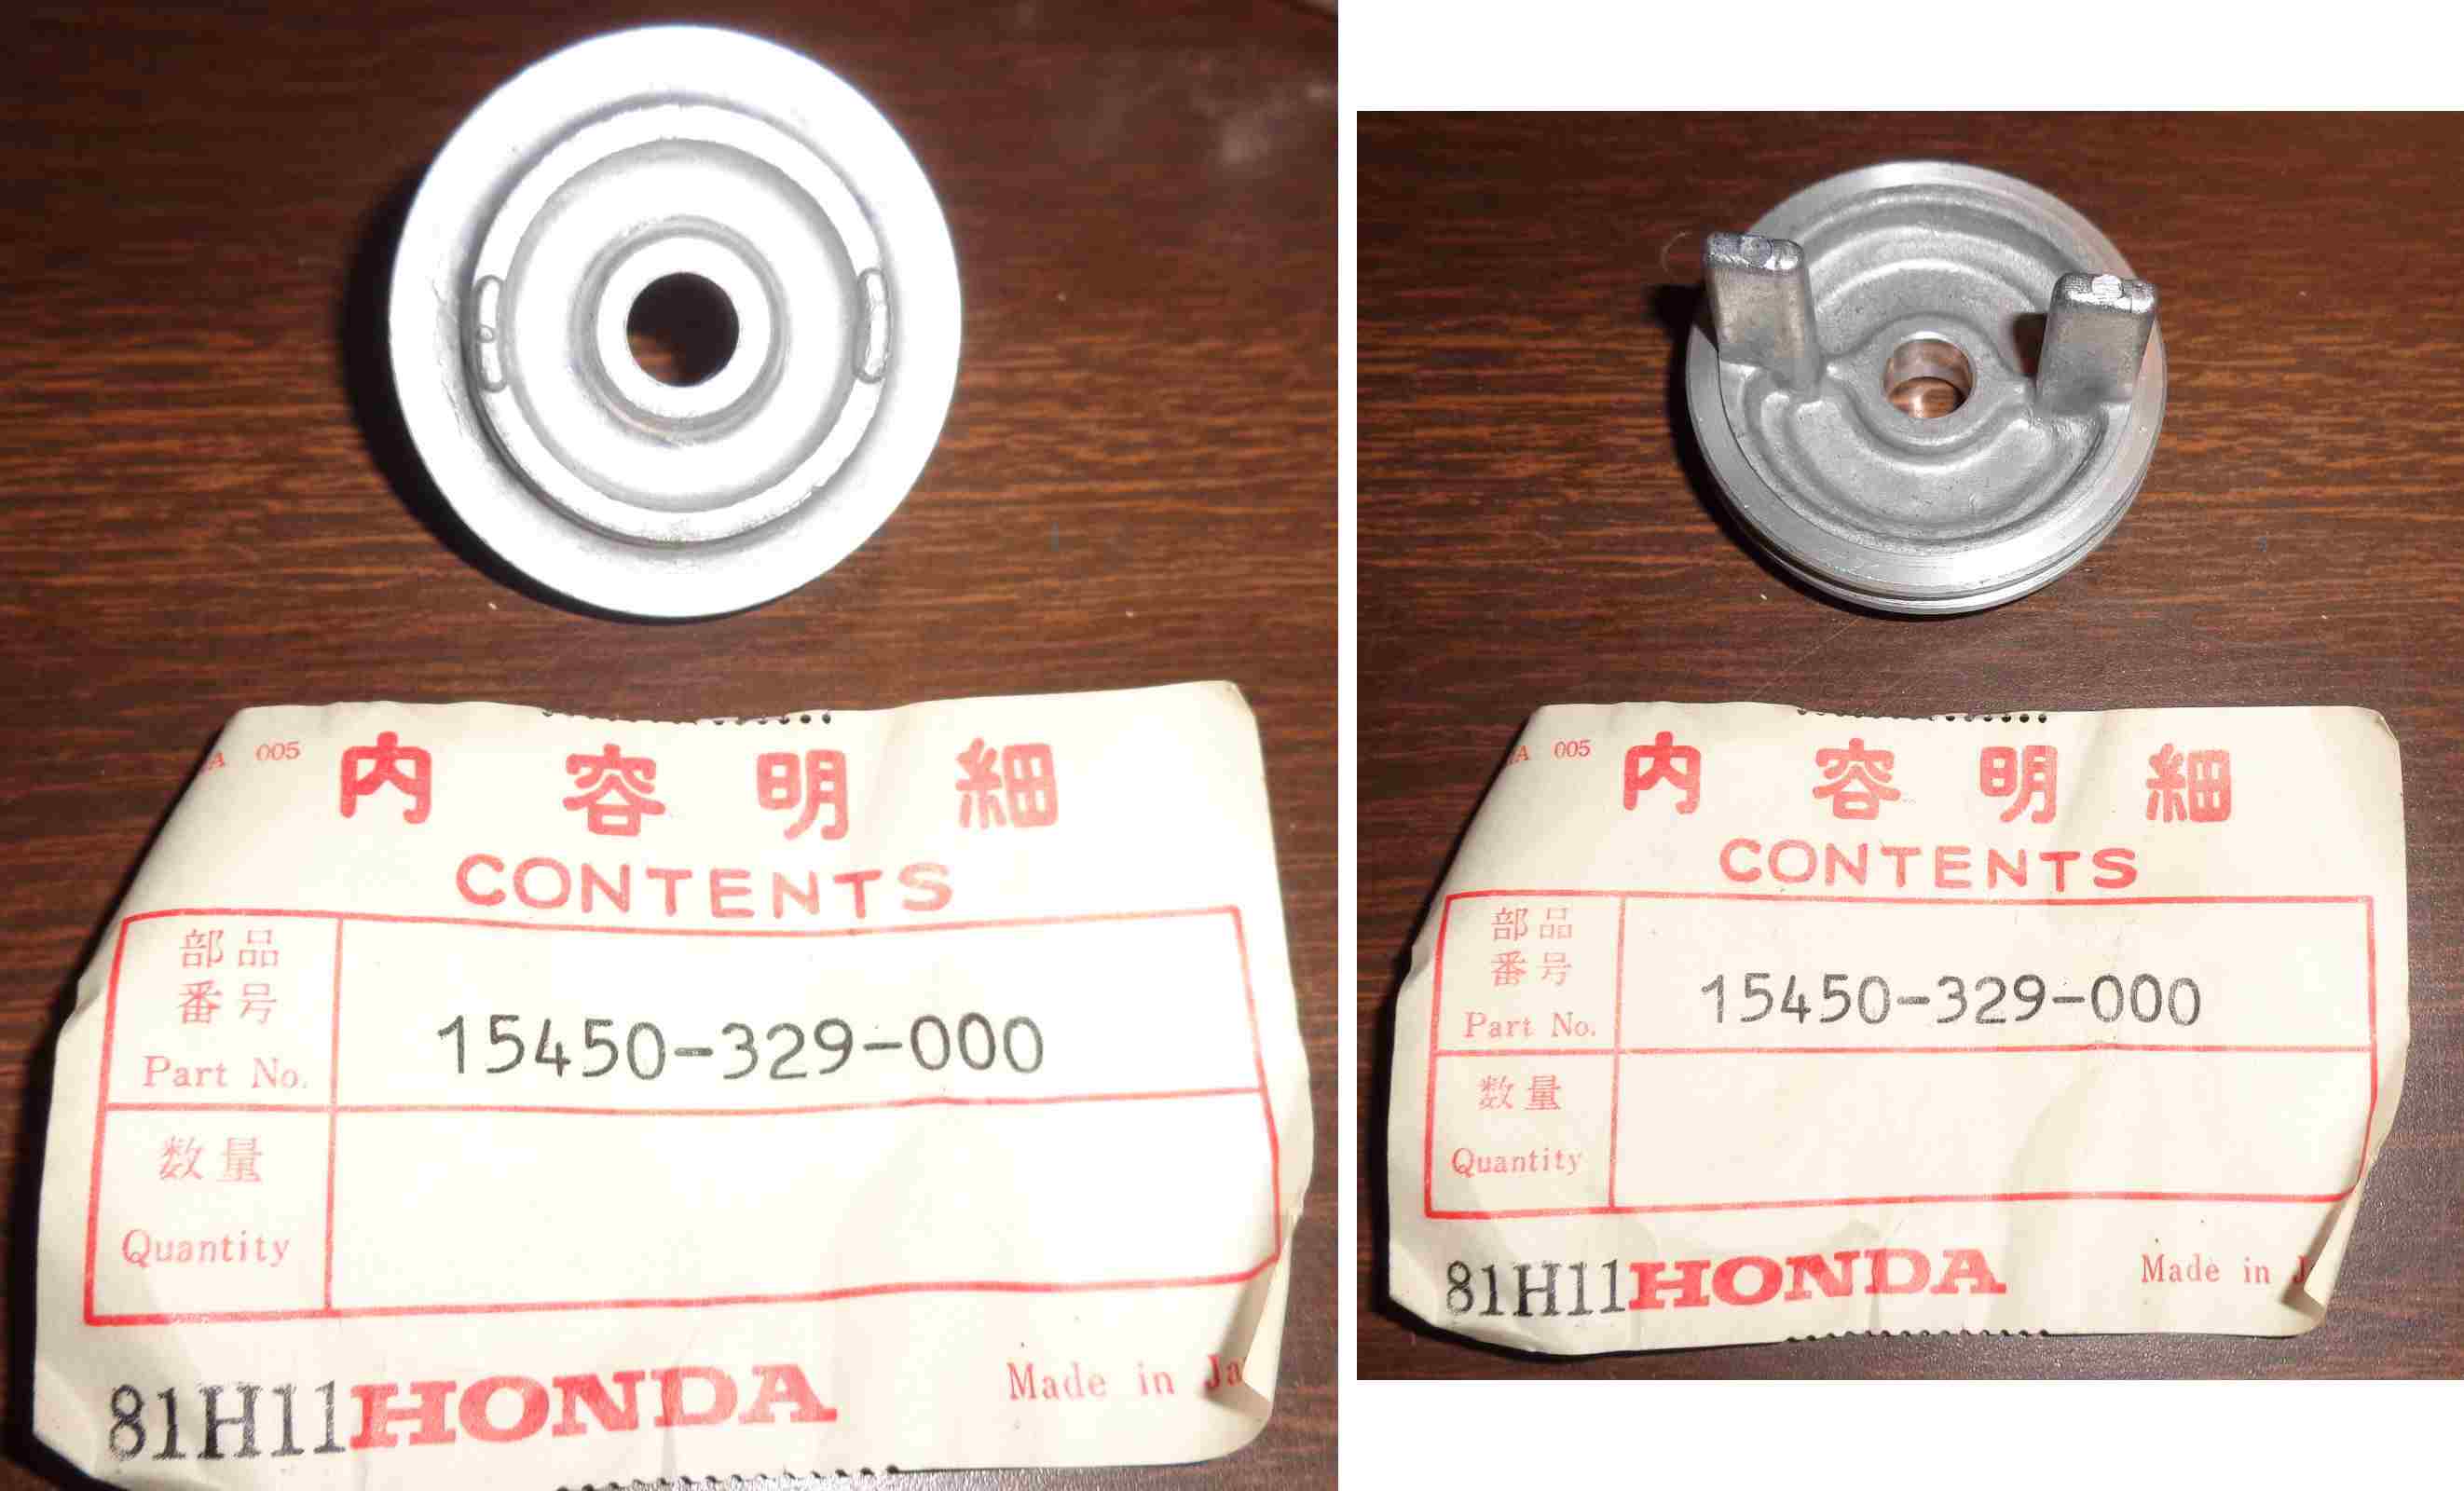 A 005
内容明細
CONTENTS
部品
番号
Part No.
15450-329-000
数量
Quantity
81H11 HONDA
Made in
A 005
内容明細
CONTENTS
部品
番号
Part No.
15450-329-000
数量
Quantity
81H11 HONDA
Made in